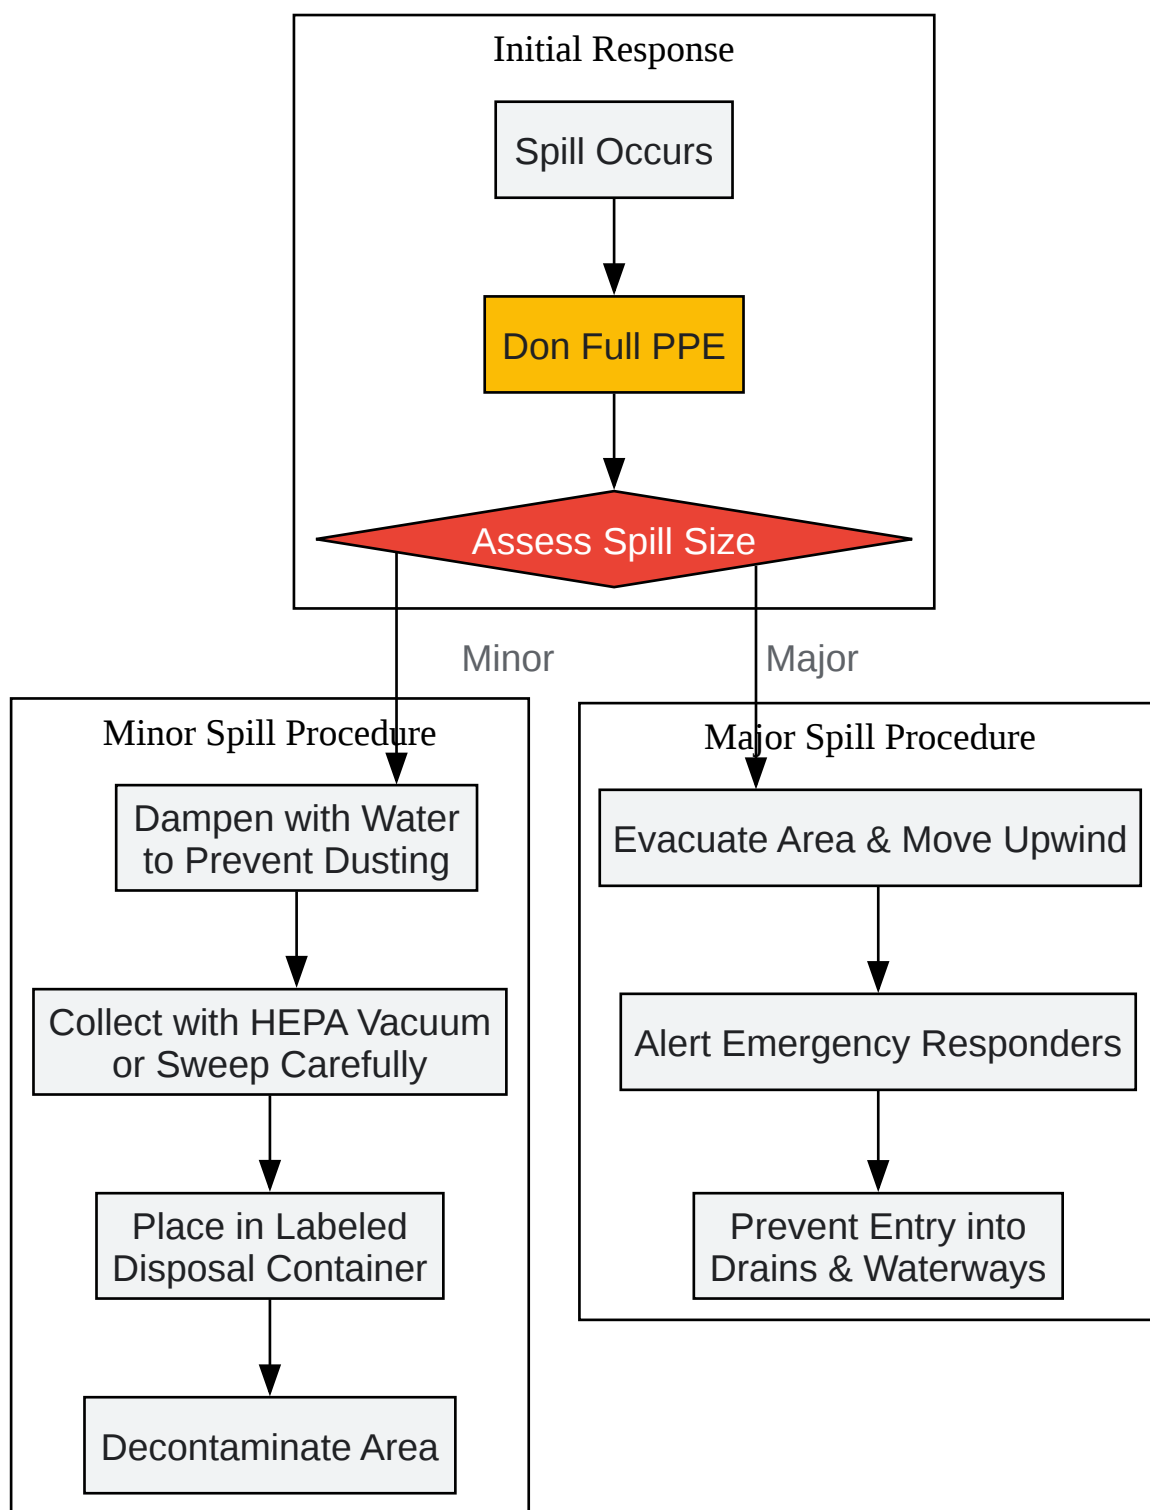 Initial Response
Spill Occurs
Don Full PPE
Assess Spill Size
Minor
Major
Minor Spill Procedure
Dampen with Water
to Prevent Dusting
Collect with HEPA Vacuum
or Sweep Carefully
Place in Labeled
Disposal Container
Decontaminate Area
Major Spill Procedure
Evacuate Area & Move Upwind
Alert Emergency Responders
Prevent Entry into
Drains & Waterways